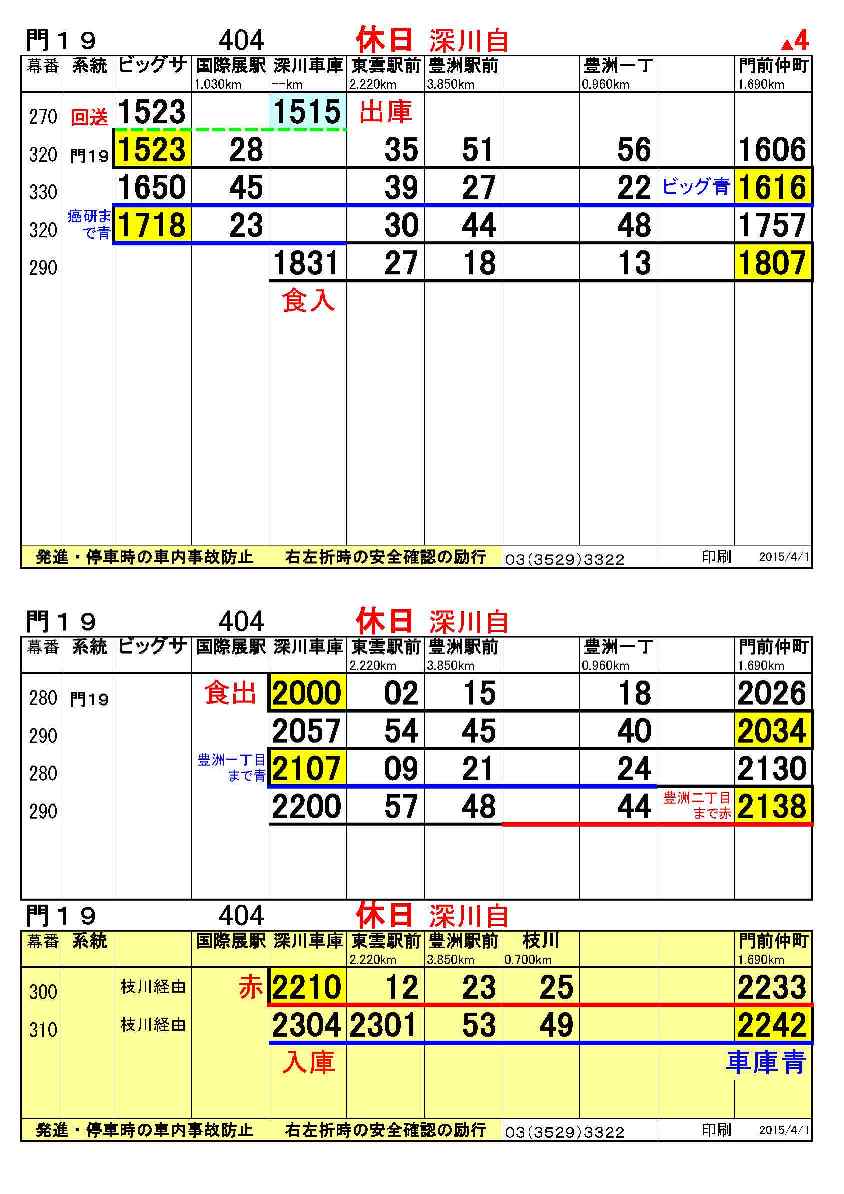 門１９ 404 休日 深川自 ▲4
幕番 系統 ビッグサ 国際展駅 深川車庫 東雲駅前 豊洲駅前 豊洲一丁 門前仲町
1.030km ---km 2.220km 3.850km 0.960km 1.690km
270 回送 1523 1515 出庫
320 門19 1523 28 35 51 56 1606
330 1650 45 39 27 22 ビッグ青 1616
320 癌研まで青 1718 23 30 44 48 1757
290 1831 27 18 13 1807
食入
発進・停車時の車内事故防止 右左折時の安全確認の励行 03(3529)3322 印刷 2015/4/1
門１９ 404 休日 深川自
幕番 系統 ビッグサ 国際展駅 深川車庫 東雲駅前 豊洲駅前 豊洲一丁 門前仲町
2.220km 3.850km 0.960km 1.690km
280 門19 食出 2000 02 15 18 2026
290 2057 54 45 40 2034
280 豊洲一丁目まで青 2107 09 21 24 2130
290 2200 57 48 44 豊洲二丁目まで赤 2138
門１９ 404 休日 深川自
幕番 系統 国際展駅 深川車庫 東雲駅前 豊洲駅前 枝川 門前仲町
2.220km 3.850km 0.700km 1.690km
300 枝川経由 赤 2210 12 23 25 2233
310 枝川経由 2304 2301 53 49 2242
入庫 車庫青
発進・停車時の車内事故防止 右左折時の安全確認の励行 03(3529)3322 印刷 2015/4/1